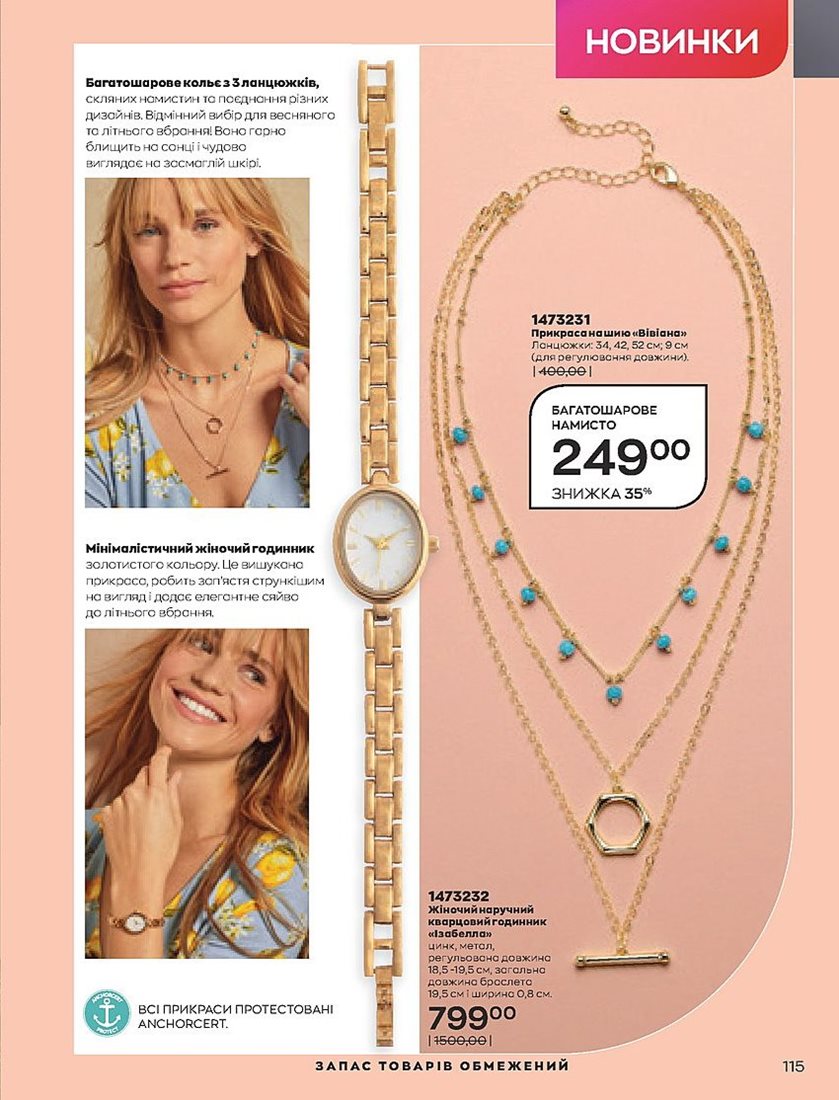 НОВИНКИ
Багатошарове кольє з 3 ланцюжків,
скляних намистин та поєднання різних
дизайнів. Відмінний вибір для весняного
та літнього вбрання! Воно гарно
блищить на сонці і чудово
виглядає на засмаглій шкірі.
1473231
Прикраса на шию «Вівіана»
Ланцюжки: 34, 42, 52 см; 9 см
(для регулювання довжини).
| 400,00 |
БАГАТОШАРОВЕ
НАМИСТО
249⁰⁰
ЗНИЖКА 35%
Мінімалістичний жіночий годинник
золотистого кольору. Це вишукана
прикраса, робить зап'ястя стрункішим
на вигляд і додає елегантне сяйво
до літнього вбрання.
1473232
Жіночий наручний
кварцовий годинник
«Ізабелла»
цинк, метал,
регульована довжина
18,5 -19,5 см, загальна
довжина браслета
19,5 см і ширина 0,8 см.
799⁰⁰
| 1500,00 |
ANCHORCERT
PROTECT
ВСІ ПРИКРАСИ ПРОТЕСТОВАНІ
ANCHORCERT.
ЗАПАС ТОВАРІВ ОБМЕЖЕНИЙ
115